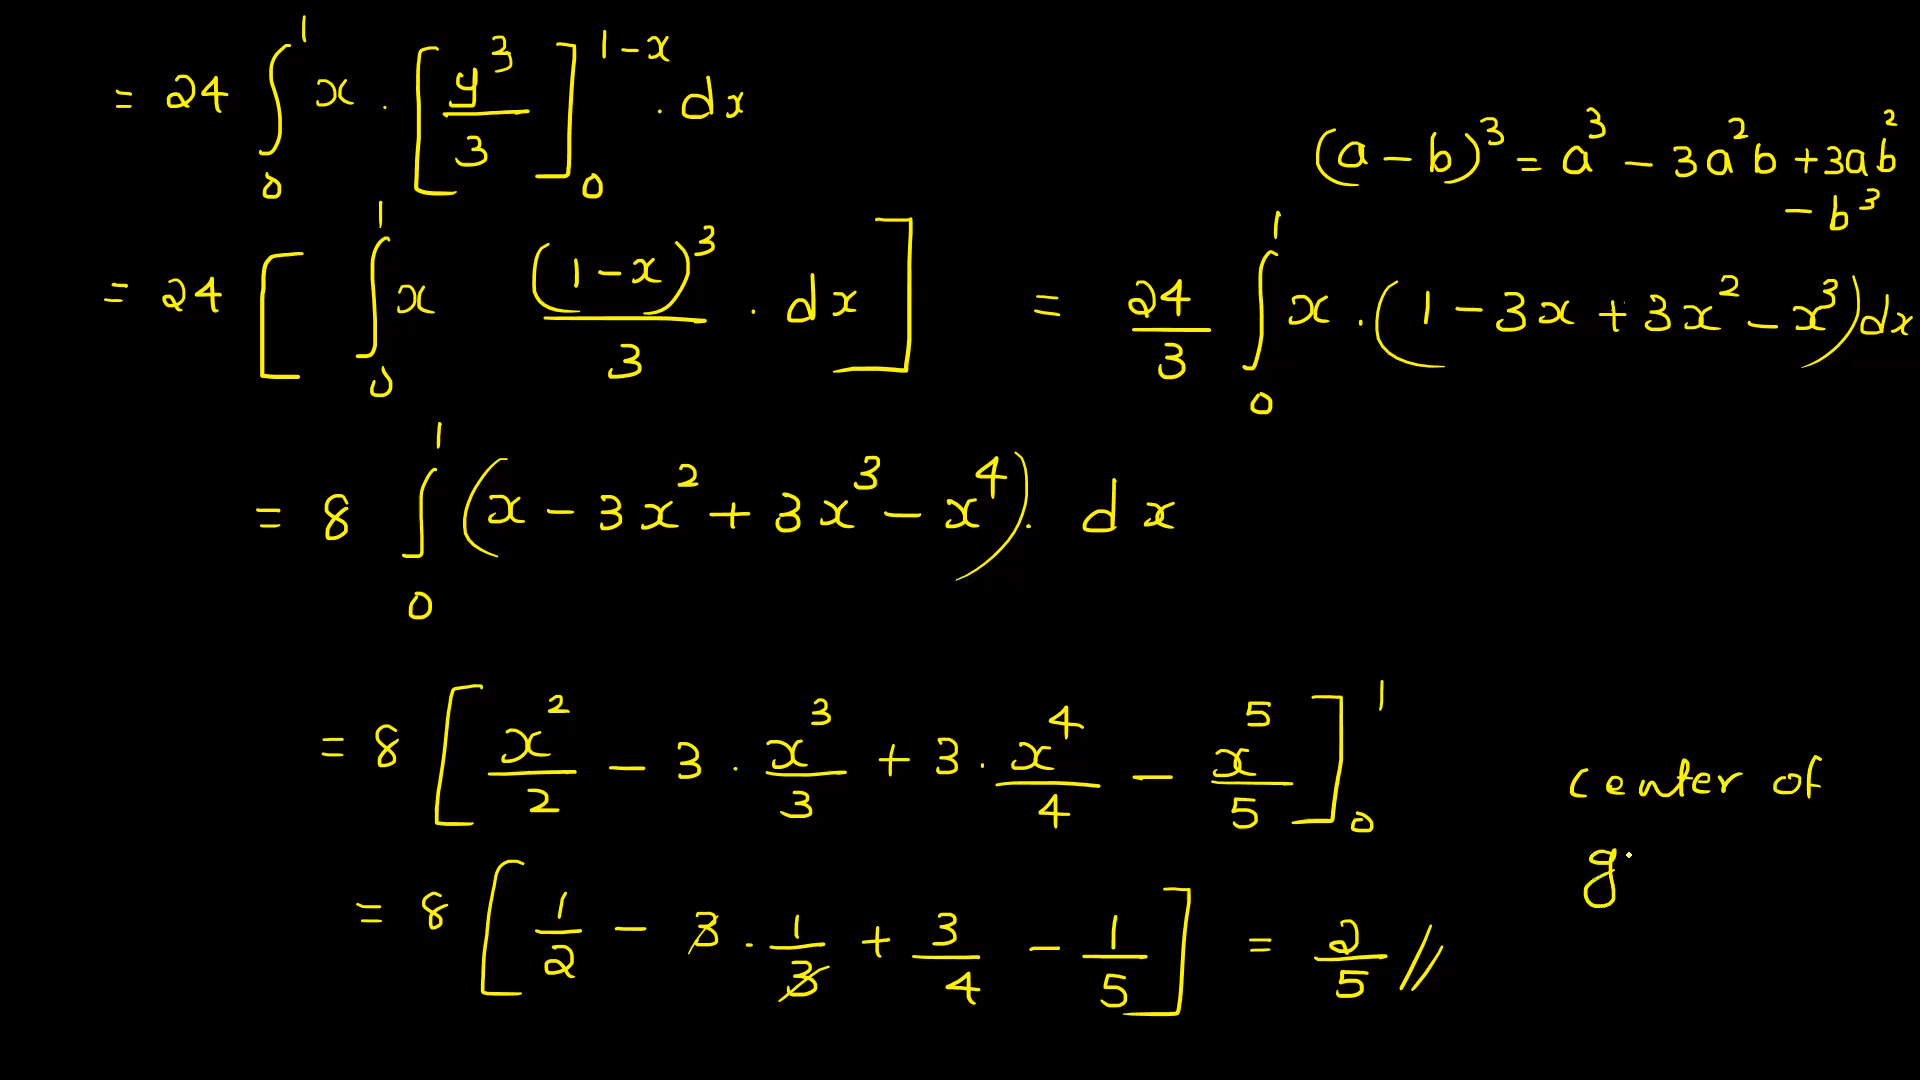 = 24 ∫₀¹ x · [y³/3]₀^(1-x) · dx
(a-b)³ = a³ - 3a²b + 3ab²
- b³
= 24 [ ∫₀¹ x (1-x)³/3 · dx ] = 24/3 ∫₀¹ x · (1 - 3x + 3x² - x³) dx
= 8 ∫₀¹ (x - 3x² + 3x³ - x⁴) · dx
= 8 [x²/2 - 3 · x³/3 + 3 · x⁴/4 - x⁵/5]₀¹
center of
g
= 8 [1/2 - 3 · 1/3 + 3/4 - 1/5] = 2/5 //